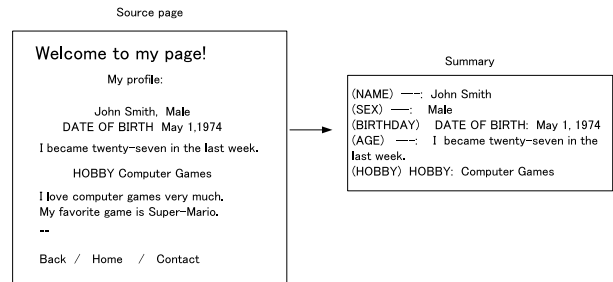 Source page
Welcome to my page!
My profile:
John Smith, Male
DATE OF BIRTH May 1,1974
I became twenty-seven in the last week.
HOBBY Computer Games
I love computer games very much.
My favorite game is Super-Mario.
--
Back / Home / Contact
Summary
(NAME) ---: John Smith
(SEX) ---: Male
(BIRTHDAY) DATE OF BIRTH: May 1, 1974
(AGE) ---: I became twenty-seven in the
last week.
(HOBBY) HOBBY: Computer Games